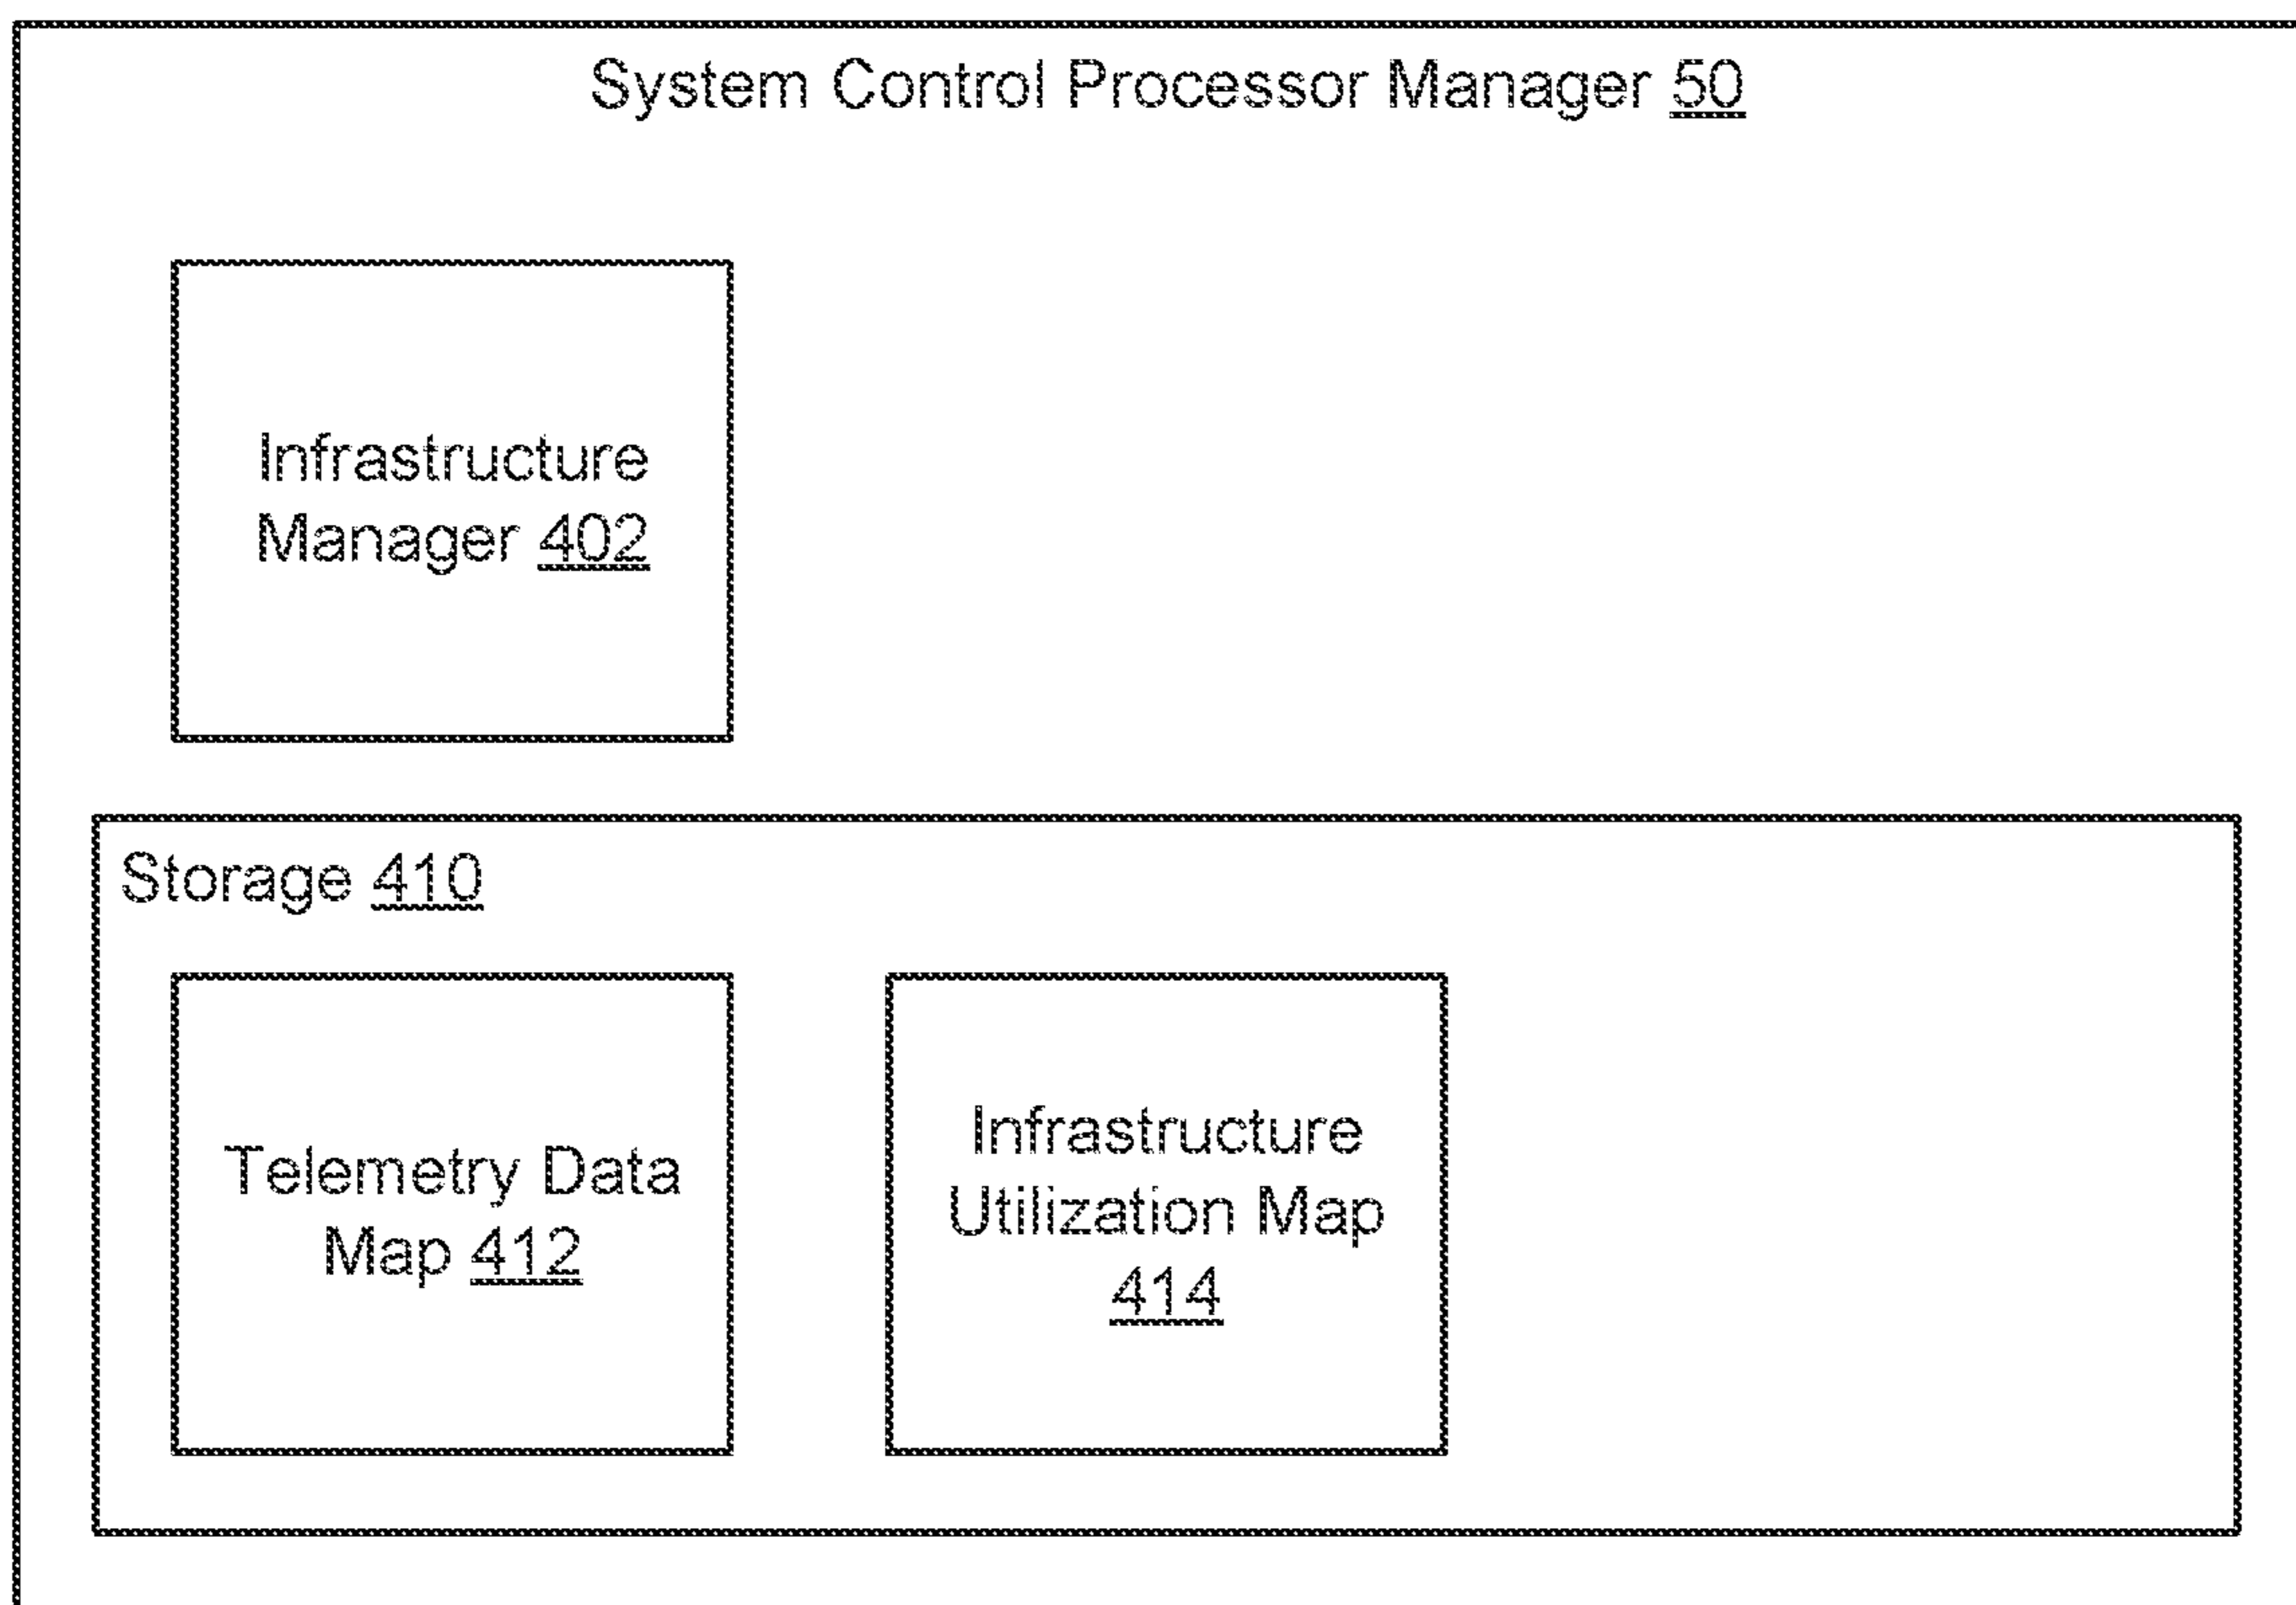 System Control Processor Manager 50
Infrastructure
Manager 402
Storage 410
Telemetry Data
Map 412
Infrastructure
Utilization Map
414